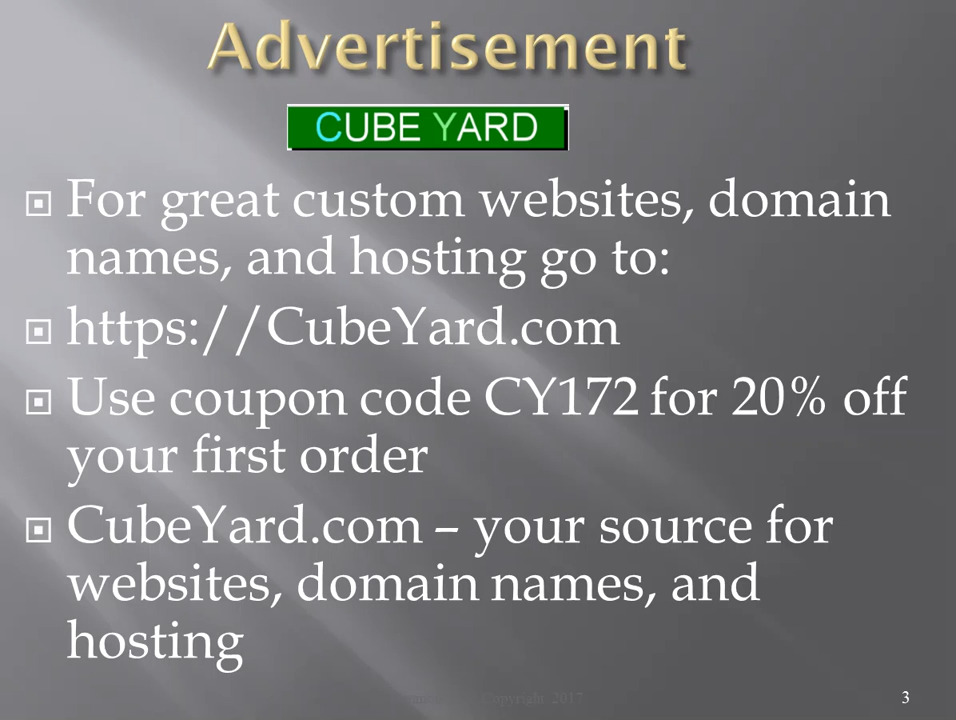 Advertisement
CUBE YARD
For great custom websites, domain
names, and hosting go to:
https://CubeYard.com
Use coupon code CY172 for 20% off
your first order
CubeYard.com – your source for
websites, domain names, and
hosting
Copyright 2017
3